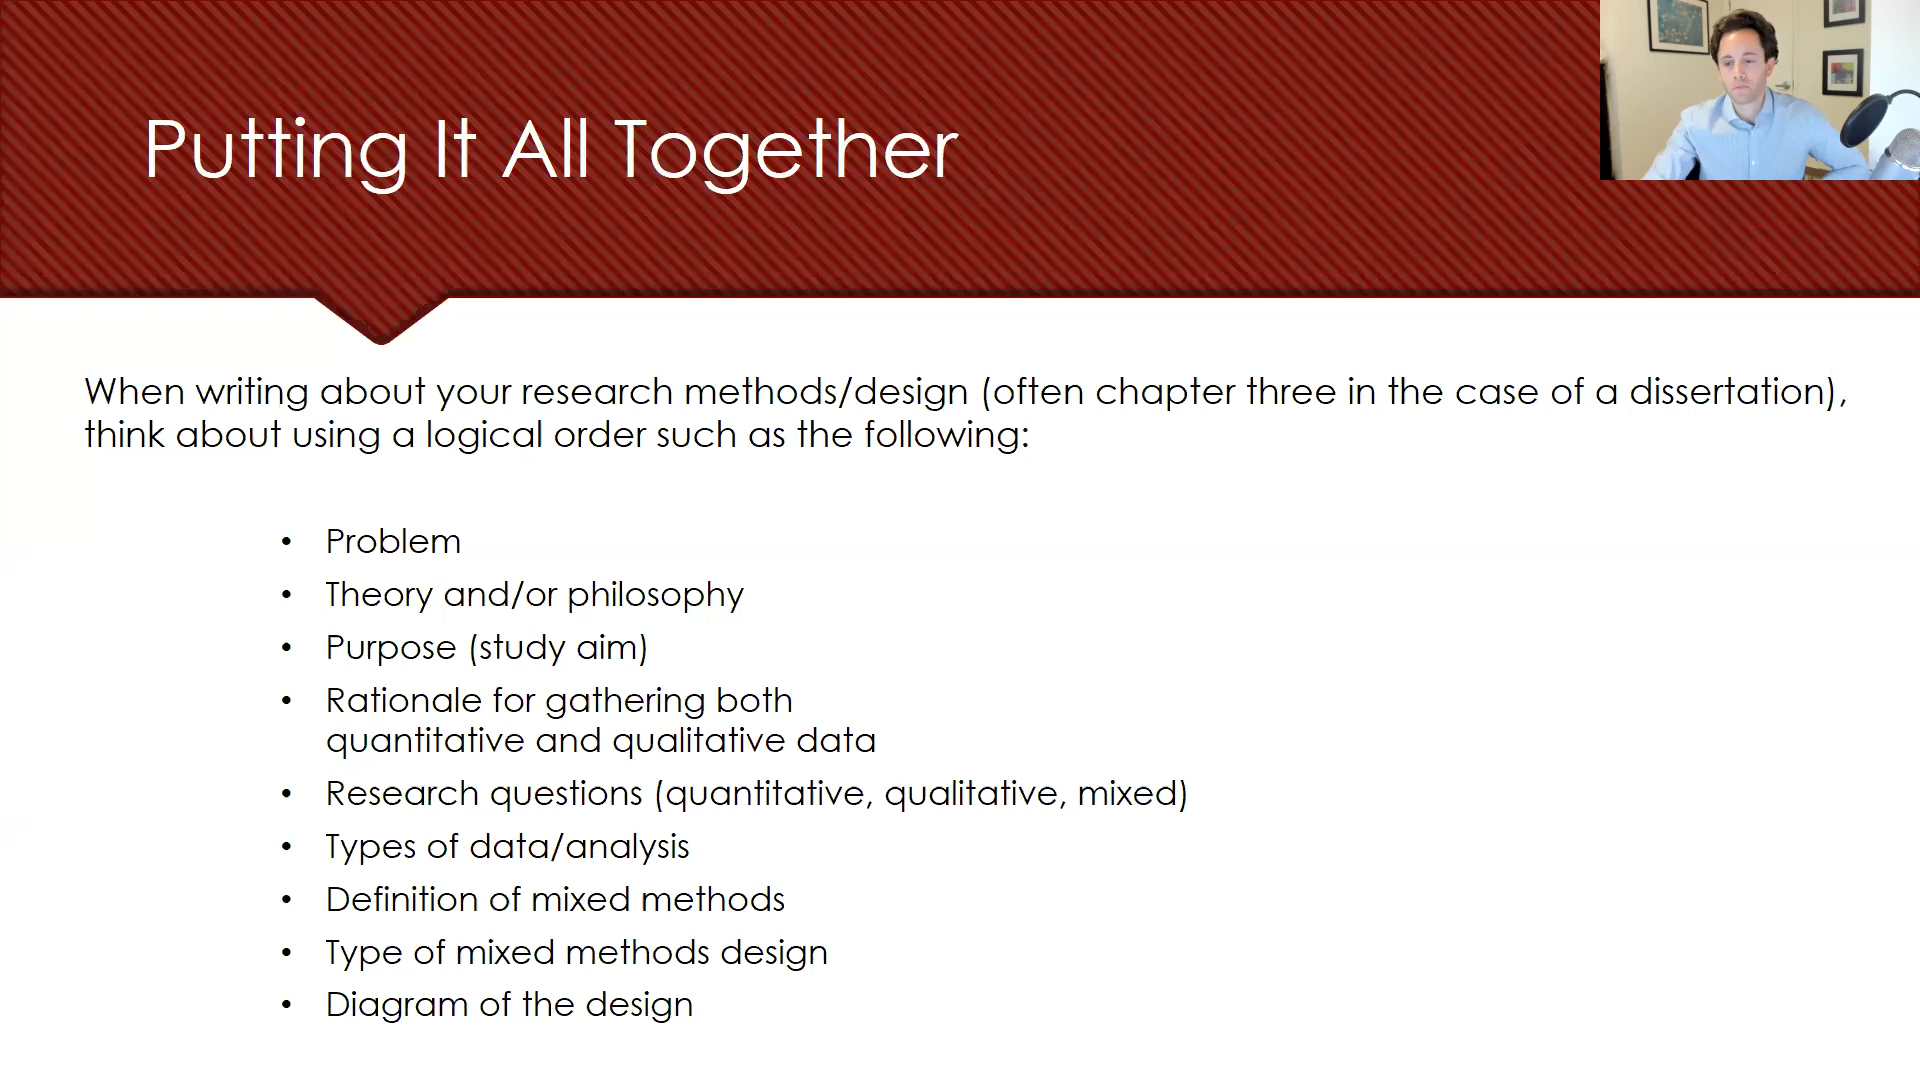 Putting It All Together
When writing about your research methods/design (often chapter three in the case of a dissertation),
think about using a logical order such as the following:
• Problem
• Theory and/or philosophy
• Purpose (study aim)
• Rationale for gathering both
quantitative and qualitative data
• Research questions (quantitative, qualitative, mixed)
• Types of data/analysis
• Definition of mixed methods
• Type of mixed methods design
• Diagram of the design